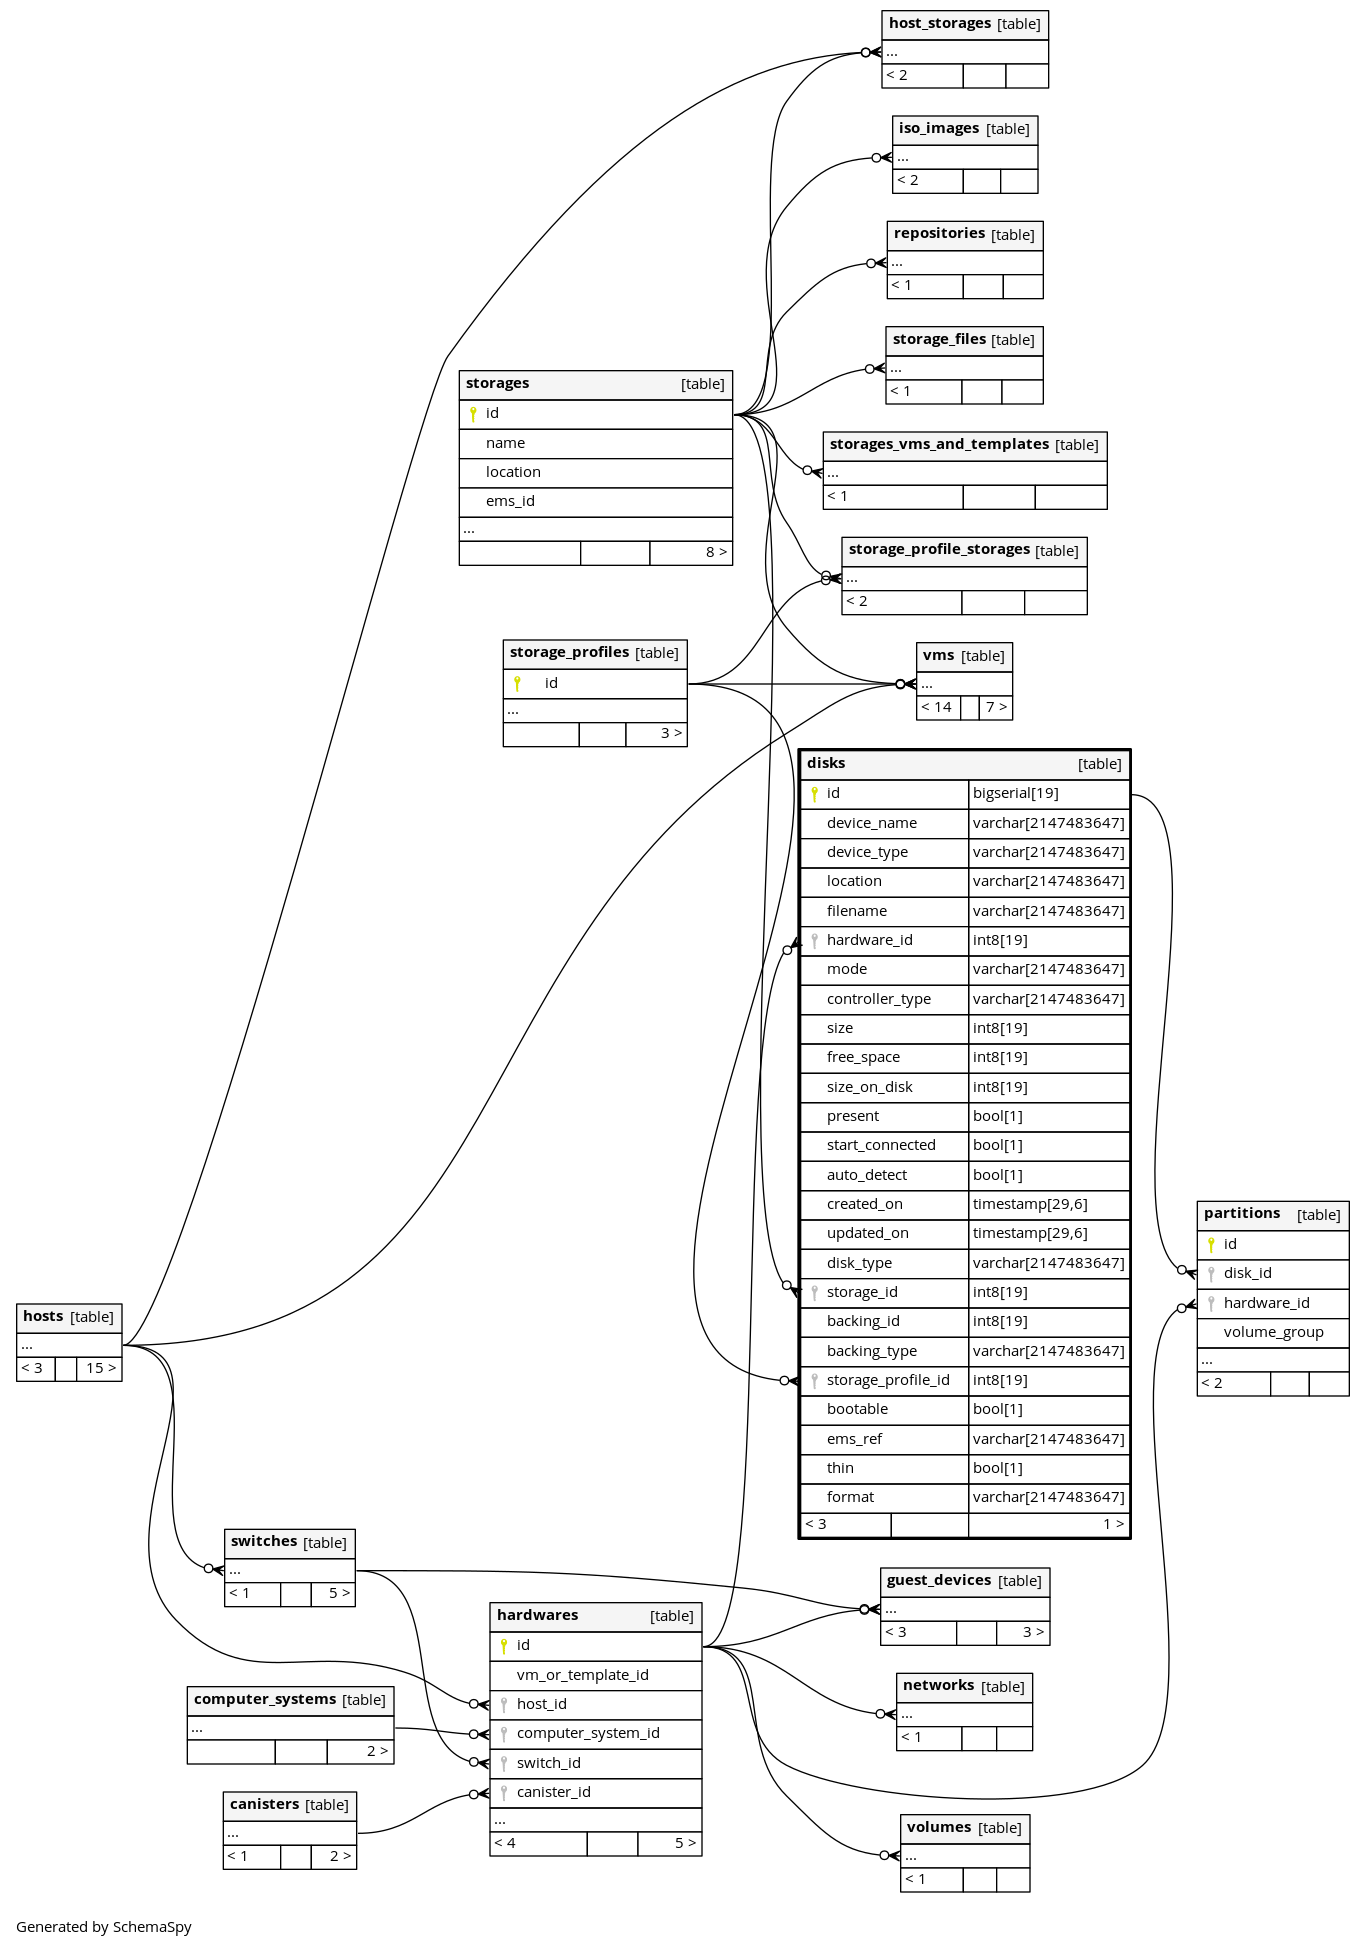 host_storages [table]
...
< 2
iso_images [table]
...
< 2
repositories [table]
...
< 1
storage_files [table]
...
< 1
storages [table]
id
name
location
ems_id
...
8 >
storages_vms_and_templates [table]
...
< 1
storage_profile_storages [table]
...
< 2
storage_profiles [table]
id
...
3 >
vms [table]
...
< 14 7 >
disks [table]
id bigserial[19]
device_name varchar[2147483647]
device_type varchar[2147483647]
location varchar[2147483647]
filename varchar[2147483647]
hardware_id int8[19]
mode varchar[2147483647]
controller_type varchar[2147483647]
size int8[19]
free_space int8[19]
size_on_disk int8[19]
present bool[1]
start_connected bool[1]
auto_detect bool[1]
created_on timestamp[29,6]
updated_on timestamp[29,6]
disk_type varchar[2147483647]
storage_id int8[19]
backing_id int8[19]
backing_type varchar[2147483647]
storage_profile_id int8[19]
bootable bool[1]
ems_ref varchar[2147483647]
thin bool[1]
format varchar[2147483647]
< 3 1 >
partitions [table]
id
disk_id
hardware_id
volume_group
...
< 2
hosts [table]
...
< 3 15 >
switches [table]
...
< 1 5 >
guest_devices [table]
...
< 3 3 >
hardwares [table]
id
vm_or_template_id
host_id
computer_system_id
switch_id
canister_id
...
< 4 5 >
computer_systems [table]
...
2 >
networks [table]
...
< 1
canisters [table]
...
< 1 2 >
volumes [table]
...
< 1
Generated by SchemaSpy